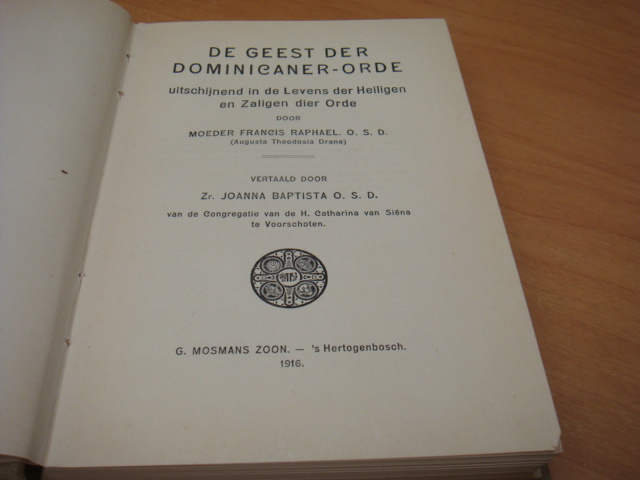 DE GEEST DER
DOMINICANER-ORDE
uitschijnend in de Levens der Heiligen
en Zaligen dier Orde
DOOR
MOEDER FRANCIS RAPHAEL. O. S. D.
(Augusta Theodosia Drane)
VERTAALD DOOR
Zr. JOANNA BAPTISTA O. S. D.
van de Congregatie van de H. Catharina van Siëna
te Voorschoten.
G. MOSMANS ZOON. — 's Hertogenbosch.
1916.